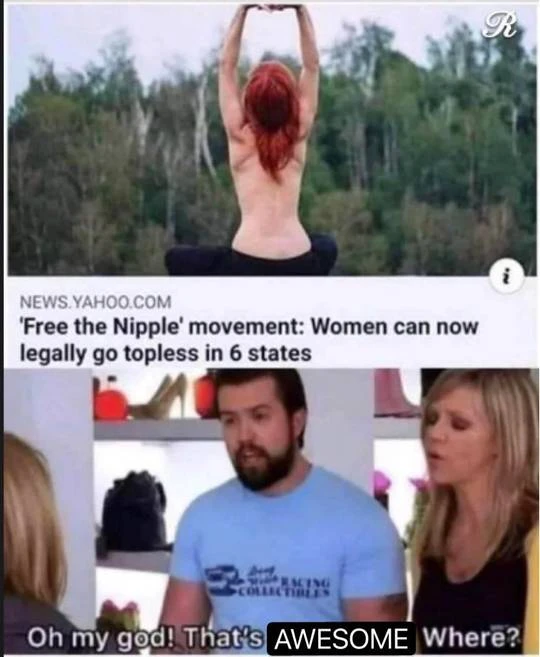 R
NEWS.YAHOO.COM
'Free the Nipple' movement: Women can now
legally go topless in 6 states
RACING
COLLECTIBLES
Oh my god! That's AWESOME Where?